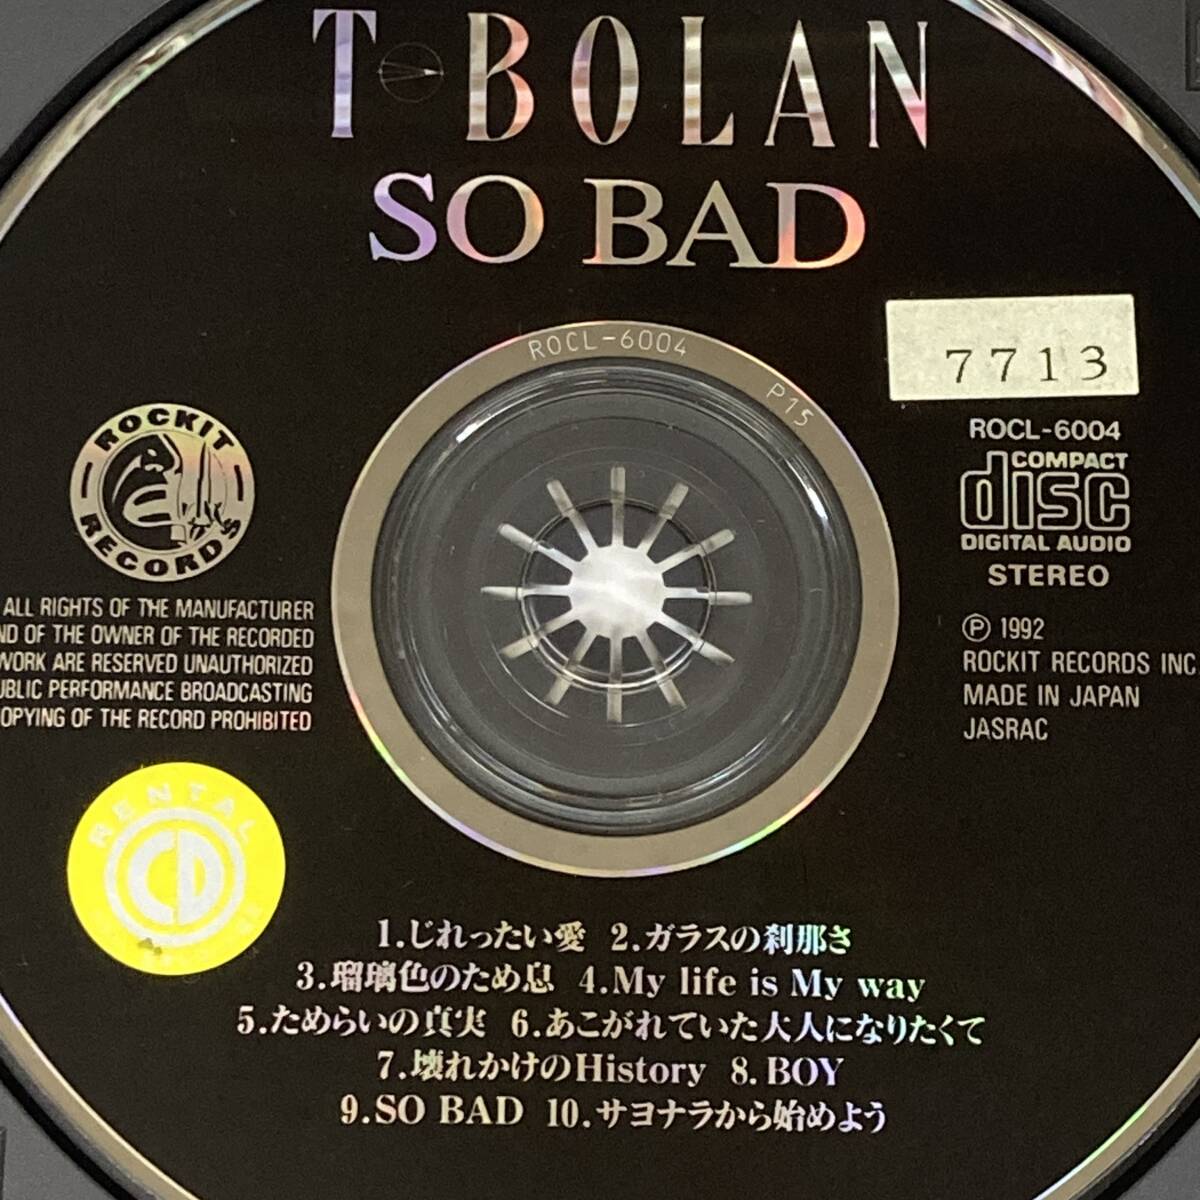 T-BOLAN
SO BAD
ROCL-6004
P15
7713
ROCKIT
RECORDS
ROCL-6004
COMPACT
disc
DIGITAL AUDIO
STEREO
ALL RIGHTS OF THE MANUFACTURER
OF THE OWNER OF THE RECORDED
WORK ARE RESERVED UNAUTHORIZED
PERFORMANCE BROADCASTING
OF THE RECORD PROHIBITED
Ⓟ 1992
ROCKIT RECORDS INC
MADE IN JAPAN
JASRAC
RENTAL
CD
1.じれったい愛 2.ガラスの刹那さ
3.瑠璃色のため息 4.My life is My way
5.ためらいの真実 6.あこがれていた大人になりたくて
7.壊れかけのHistory 8.BOY
9.SO BAD 10.サヨナラから始めよう